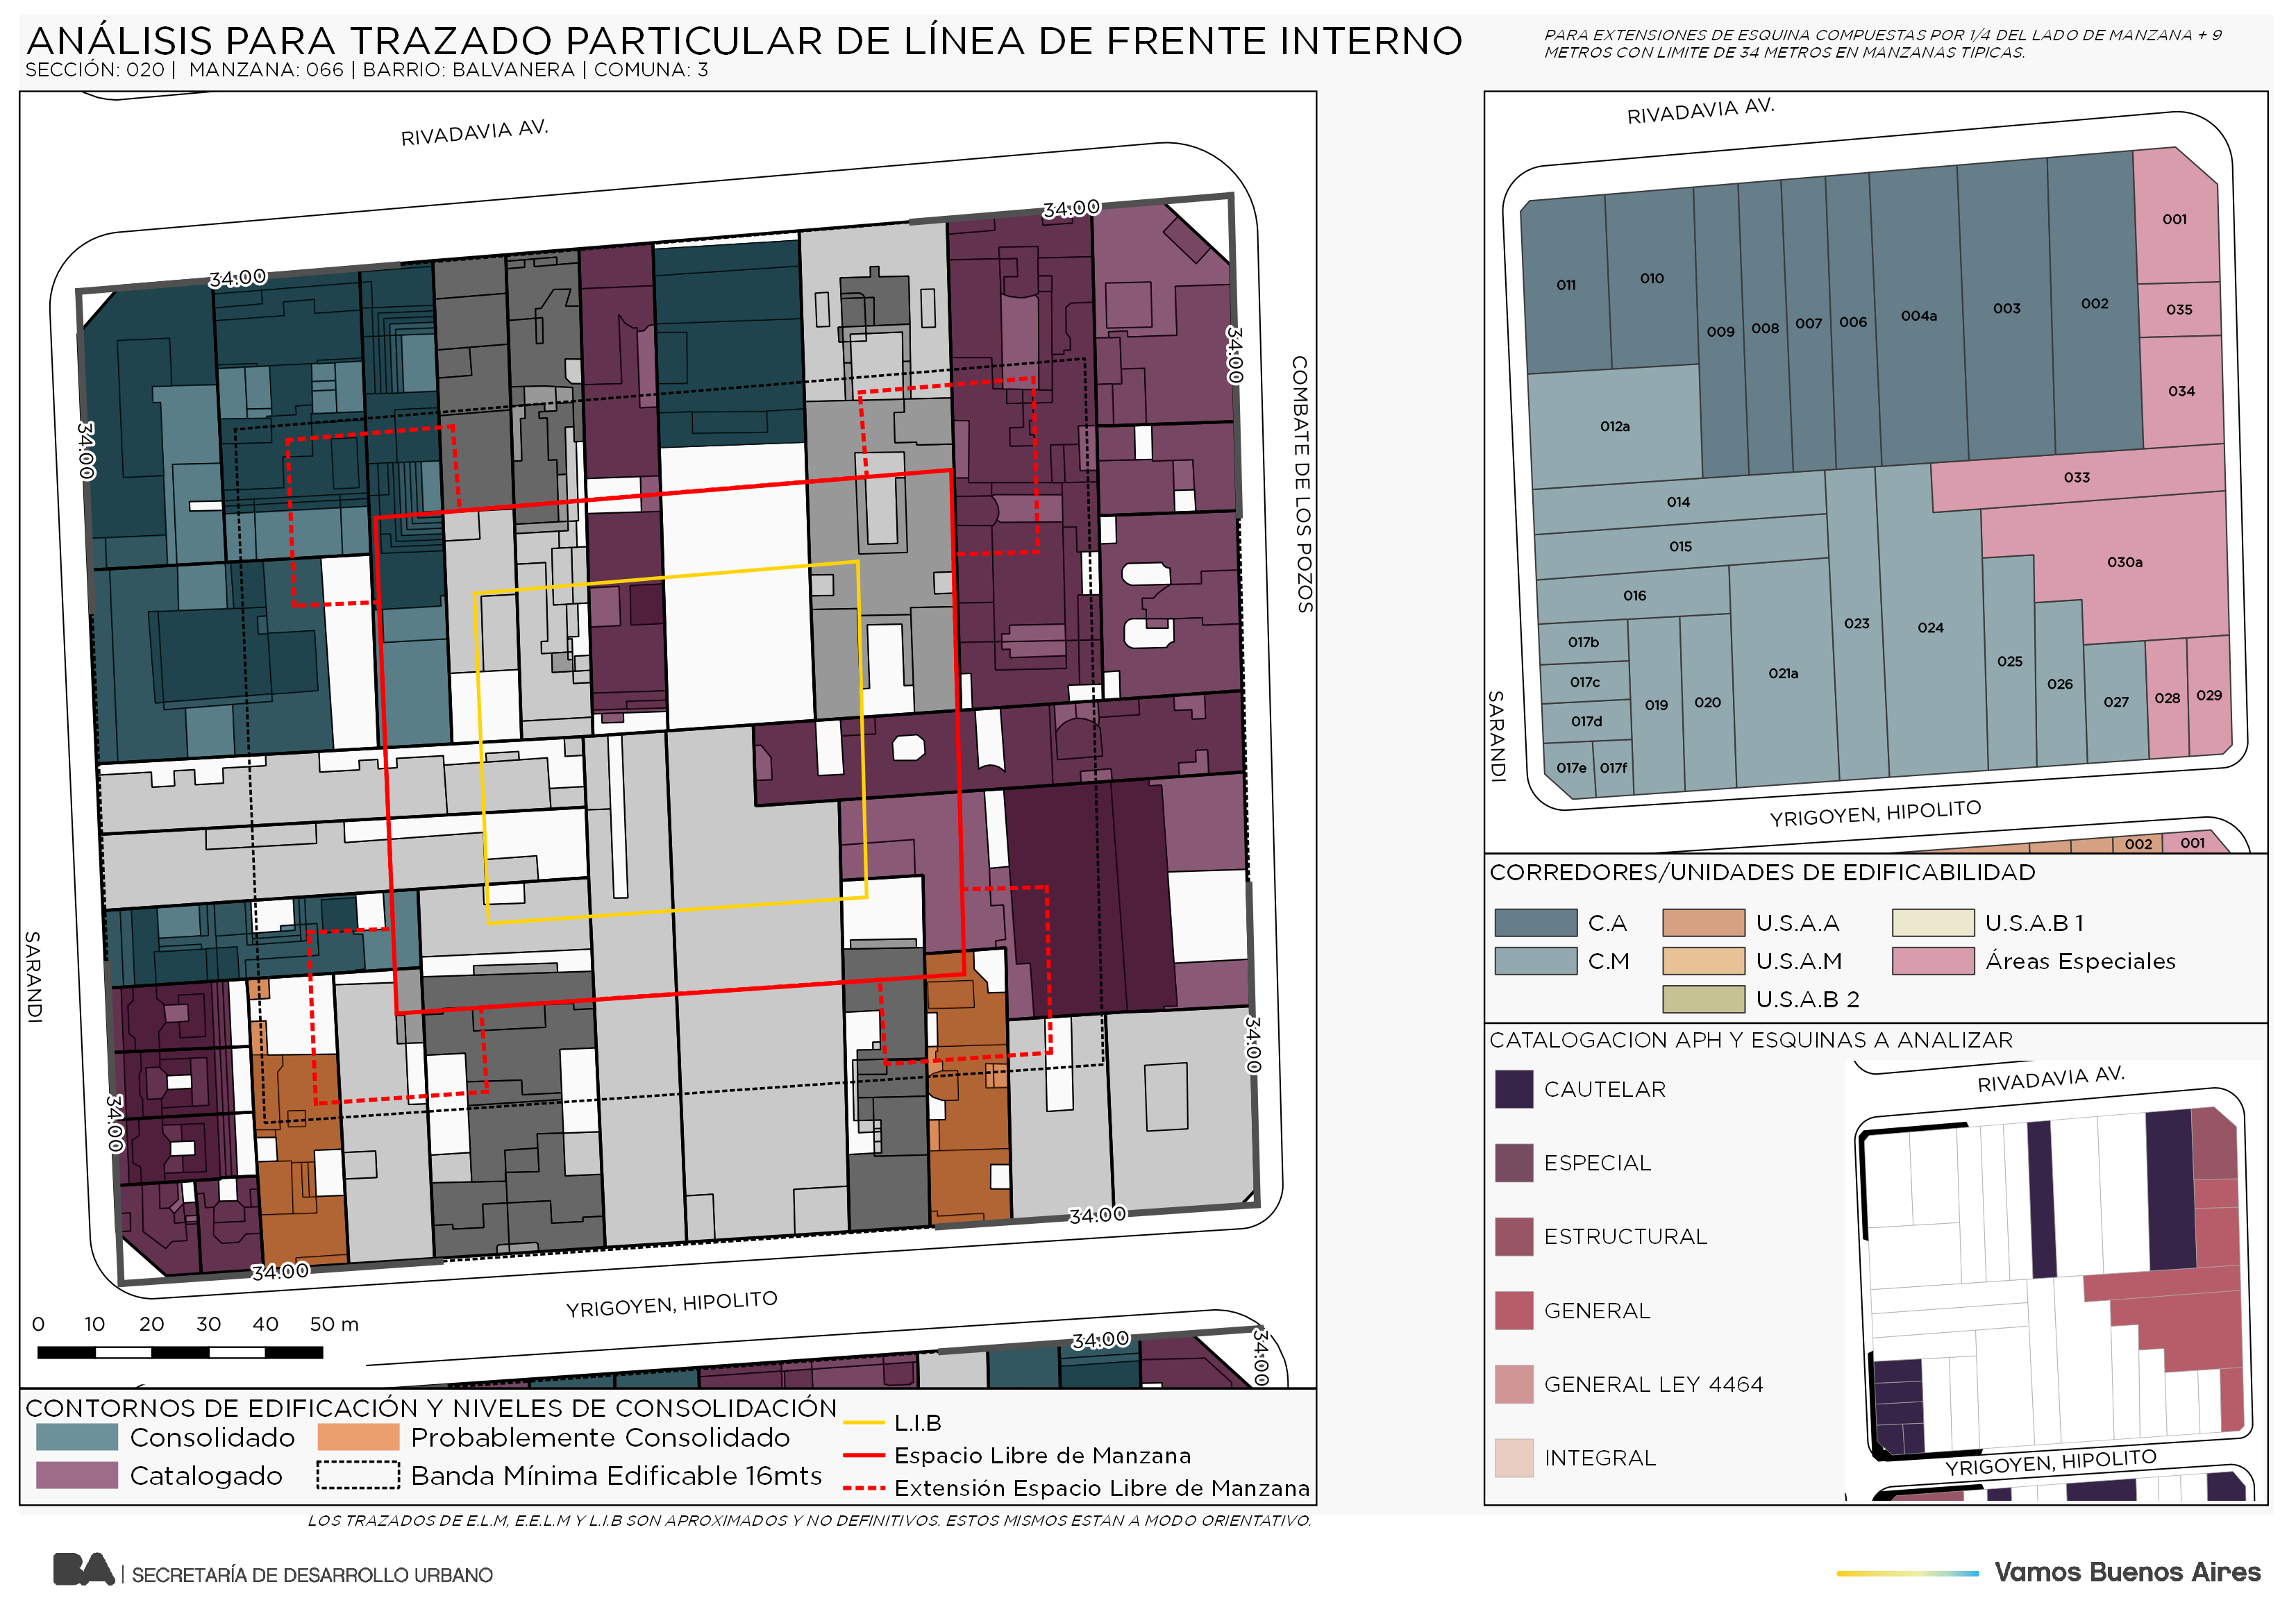 ANÁLISIS PARA TRAZADO PARTICULAR DE LÍNEA DE FRENTE INTERNO
SECCIÓN: 020 | MANZANA: 066 | BARRIO: BALVANERA | COMUNA: 3
PARA EXTENSIONES DE ESQUINA COMPUESTAS POR 1/4 DEL LADO DE MANZANA + 9
METROS CON LIMITE DE 34 METROS EN MANZANAS TIPICAS.
RIVADAVIA AV.
34.00
34.00
34.00
34.00
COMBATE DE LOS POZOS
SARANDI
34.00
34.00
34.00
34.00
YRIGOYEN, HIPOLITO
0 10 20 30 40 50 m
34.00
34.00
CONTORNOS DE EDIFICACIÓN Y NIVELES DE CONSOLIDACIÓN
Consolidado
Probablemente Consolidado
Catalogado
Banda Mínima Edificable 16mts
L.I.B
Espacio Libre de Manzana
Extensión Espacio Libre de Manzana
RIVADAVIA AV.
001
011
010
009
008
007
006
004a
003
002
035
034
012a
033
014
015
030a
016
017b
023
024
025
017c
021a
026
019
020
027
028
029
017d
017e
017f
SARANDI
YRIGOYEN, HIPOLITO
002
001
CORREDORES/UNIDADES DE EDIFICABILIDAD
C.A
U.S.A.A
U.S.A.B 1
C.M
U.S.A.M
Áreas Especiales
U.S.A.B 2
CATALOGACION APH Y ESQUINAS A ANALIZAR
CAUTELAR
ESPECIAL
ESTRUCTURAL
GENERAL
GENERAL LEY 4464
INTEGRAL
RIVADAVIA AV.
YRIGOYEN, HIPOLITO
LOS TRAZADOS DE E.L.M, E.E.L.M Y L.I.B SON APROXIMADOS Y NO DEFINITIVOS. ESTOS MISMOS ESTAN A MODO ORIENTATIVO.
BA | SECRETARÍA DE DESARROLLO URBANO
Vamos Buenos Aires